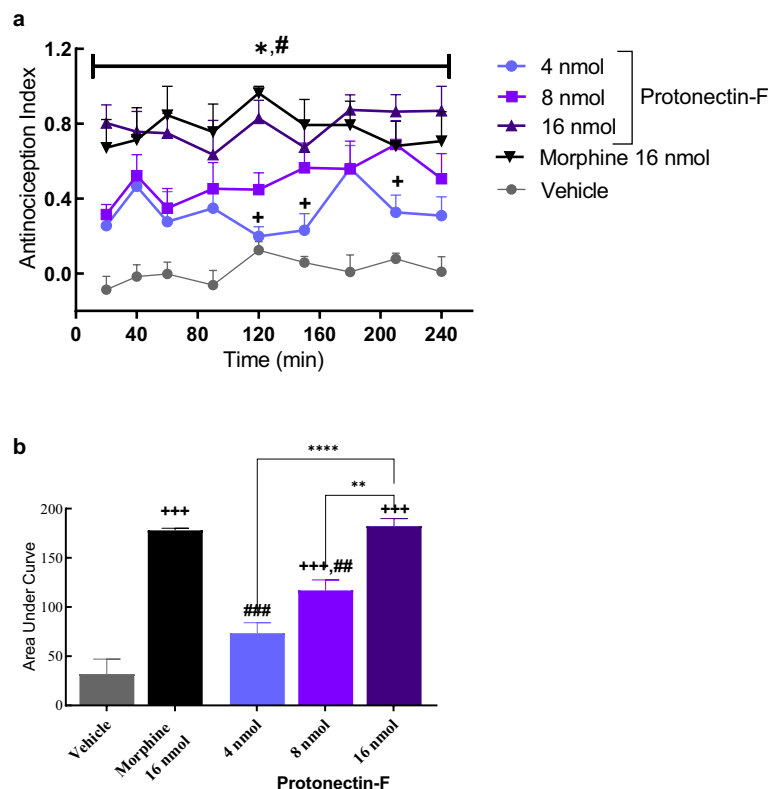 a
*,#
1.2
0.8
0.4
0.0
Antinociception Index
0 40 80 120 160 200 240
Time (min)
+
+
+
4 nmol
8 nmol
16 nmol
Protonectin-F
Morphine 16 nmol
Vehicle
b
****
**
+++
+++
+++,##
###
200
150
100
50
0
Area Under Curve
Vehicle
Morphine
16 nmol
4 nmol
8 nmol
16 nmol
Protonectin-F